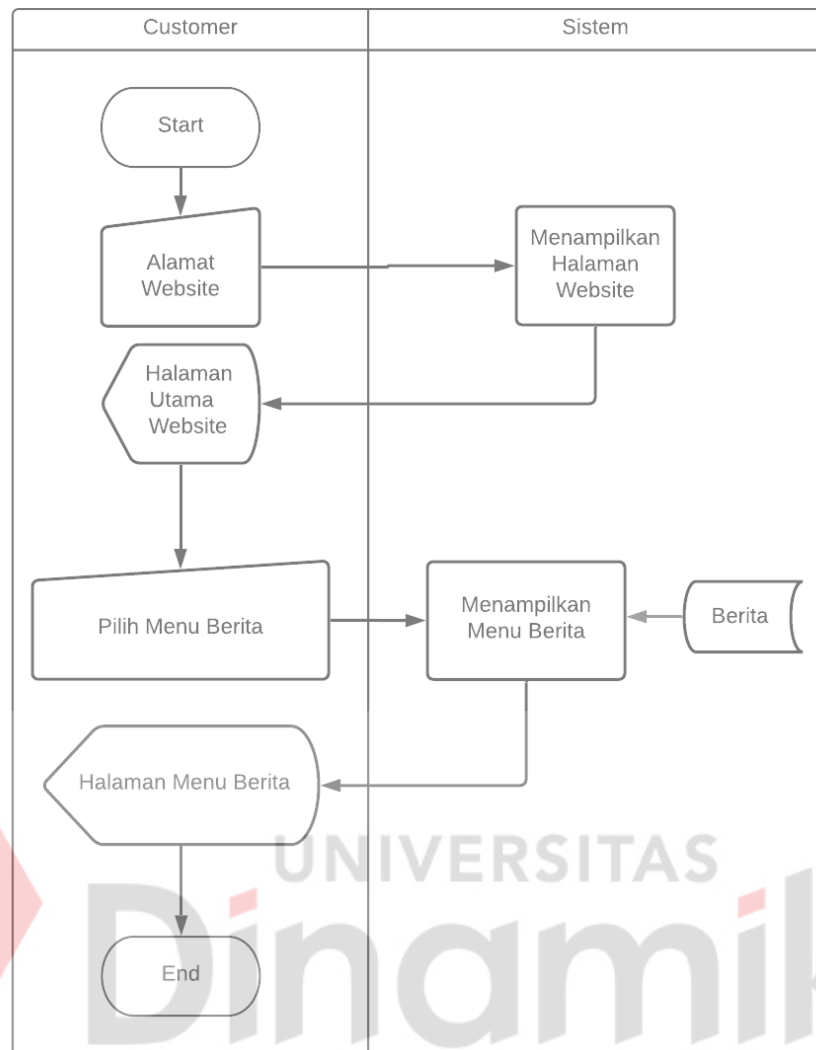 Customer
Sistem
Start
Alamat
Website
Menampilkan
Halaman
Website
Halaman
Utama
Website
Pilih Menu Berita
Menampilkan
Menu Berita
Berita
Halaman Menu Berita
UNIVERSITAS
Dinamik
End